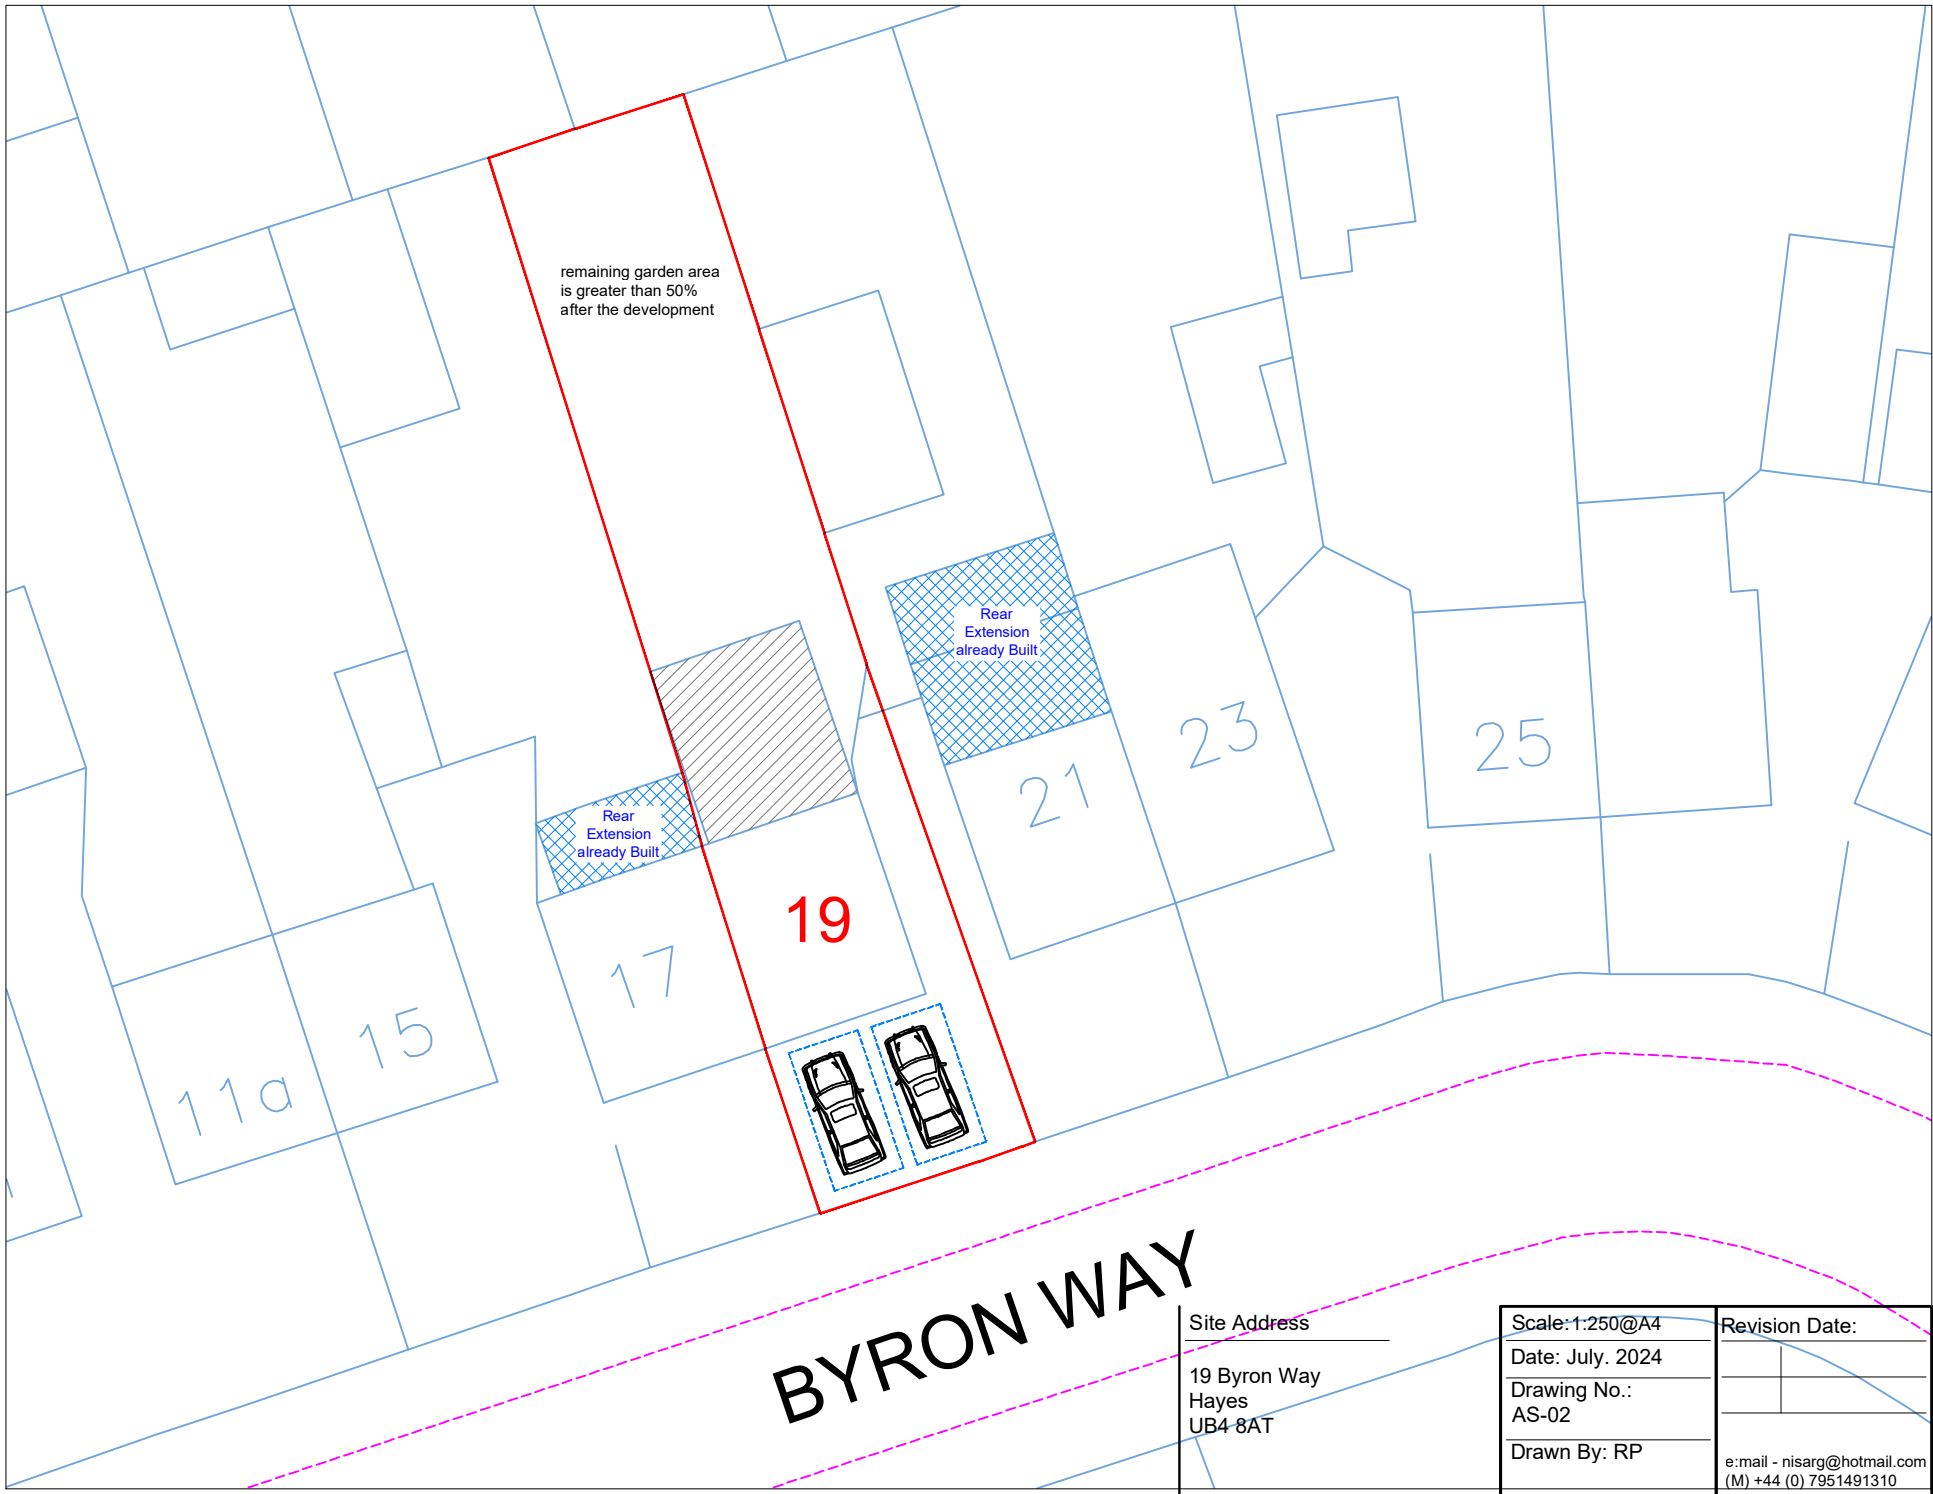 remaining garden area
is greater than 50%
after the development
Rear
Extension
already Built
Rear
Extension
already Built
23
25
21
19
17
15
11a
BYRON WAY
Site Address
19 Byron Way
Hayes
UB4 8AT
Scale:1:250@A4
Date: July. 2024
Drawing No.:
AS-02
Drawn By: RP
Revision Date:
e:mail - nisarg@hotmail.com
(M) +44 (0) 7951491310